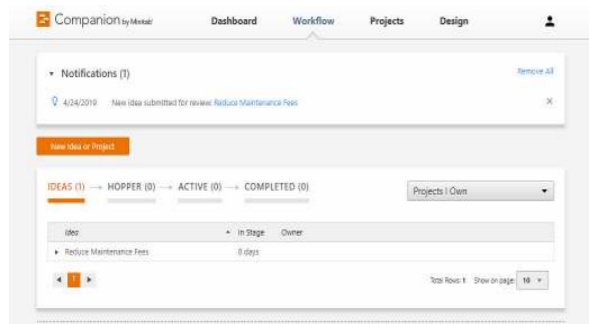 Companion by Minitab
Dashboard Workflow Projects Design
Notifications (1) Remove All
4/24/2019 New idea submitted for review: Reduce Maintenance Fees ×
New Idea or Project
IDEAS (1) → HOPPER (0) → ACTIVE (0) → COMPLETED (0) Projects I Own
Idea In Stage Owner
Reduce Maintenance Fees 0 days
1 Total Rows: 1 Show on page: 10